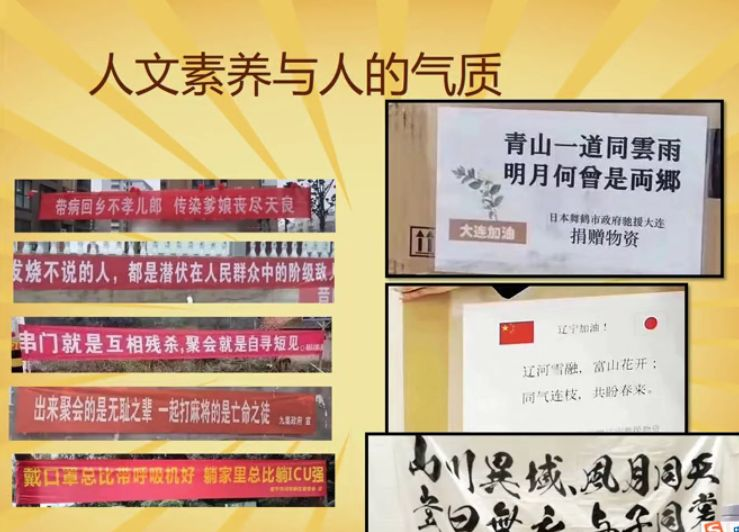 人文素养与人的气质
带病回乡不孝儿郎 传染爹娘丧尽天良
发烧不说的人，都是潜伏在人民群众中的阶级敌人
串门就是互相残杀,聚会就是自寻短见
出来聚会的是无耻之辈 一起打麻将的是亡命之徒 九嵕政府 宣
戴口罩总比带呼吸机好 躺家里总比躺ICU强
青山一道同雲雨
明月何曾是両郷
日本舞鹤市政府驰援大连
大连加油
捐赠物资
辽宁加油！
辽河雪融，富山花开；
同气连枝，共盼春来。
山川異域、風月同天